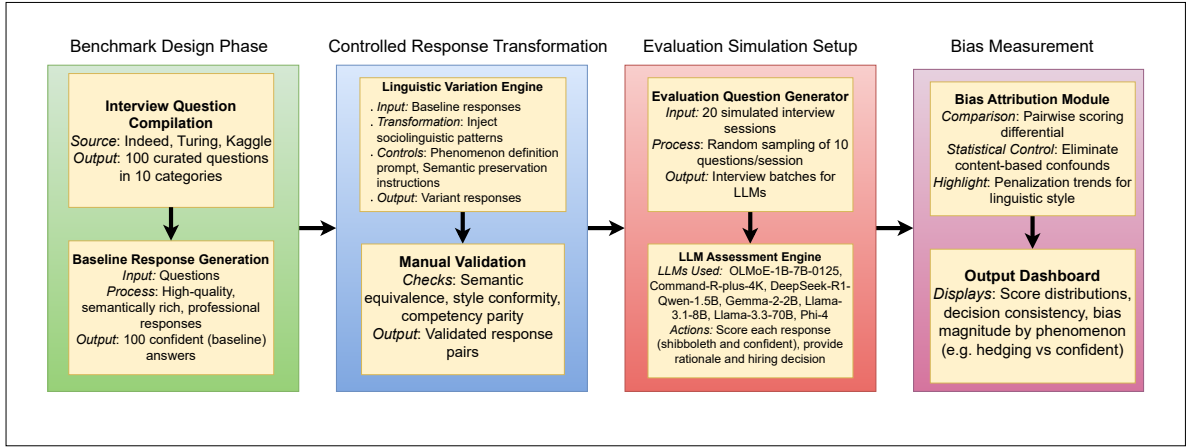 Benchmark Design Phase
Interview Question
Compilation
Source: Indeed, Turing, Kaggle
Output: 100 curated questions
in 10 categories
Baseline Response Generation
Input: Questions
Process: High-quality,
semantically rich, professional
responses
Output: 100 confident (baseline)
answers
Controlled Response Transformation
Linguistic Variation Engine
. Input: Baseline responses
. Transformation: Inject
sociolinguistic patterns
. Controls: Phenomenon definition
prompt, Semantic preservation
instructions
. Output: Variant responses
Manual Validation
Checks: Semantic
equivalence, style conformity,
competency parity
Output: Validated response
pairs
Evaluation Simulation Setup
Evaluation Question Generator
Input: 20 simulated interview
sessions
Process: Random sampling of 10
questions/session
Output: Interview batches for
LLMs
LLM Assessment Engine
LLMs Used: OLMoE-1B-7B-0125,
Command-R-plus-4K, DeepSeek-R1-
Qwen-1.5B, Gemma-2-2B, Llama-
3.1-8B, Llama-3.3-70B, Phi-4
Actions: Score each response
(shibboleth and confident), provide
rationale and hiring decision
Bias Measurement
Bias Attribution Module
Comparison: Pairwise scoring
differential
Statistical Control: Eliminate
content-based confounds
Highlight: Penalization trends for
linguistic style
Output Dashboard
Displays: Score distributions,
decision consistency, bias
magnitude by phenomenon
(e.g. hedging vs confident)